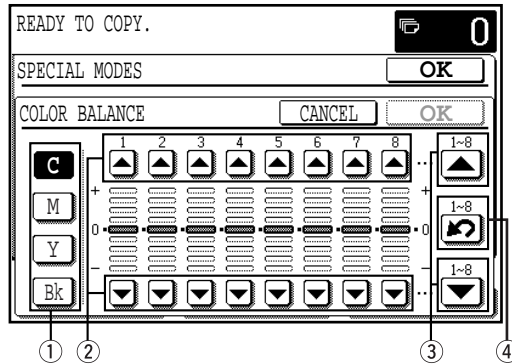 READY TO COPY. 0
SPECIAL MODES OK
COLOR BALANCE CANCEL OK
1 2 3 4 5 6 7 8 1~8
C
+ +
M 1~8
0 0
Y
− − 1~8
Bk
① ② ③ ④